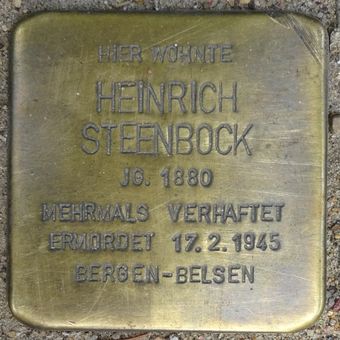 HIER WOHNTE
HEINRICH
STEENBOCK
JG. 1880
MEHRMALS VERHAFTET
ERMORDET 17.2.1945
BERGEN-BELSEN